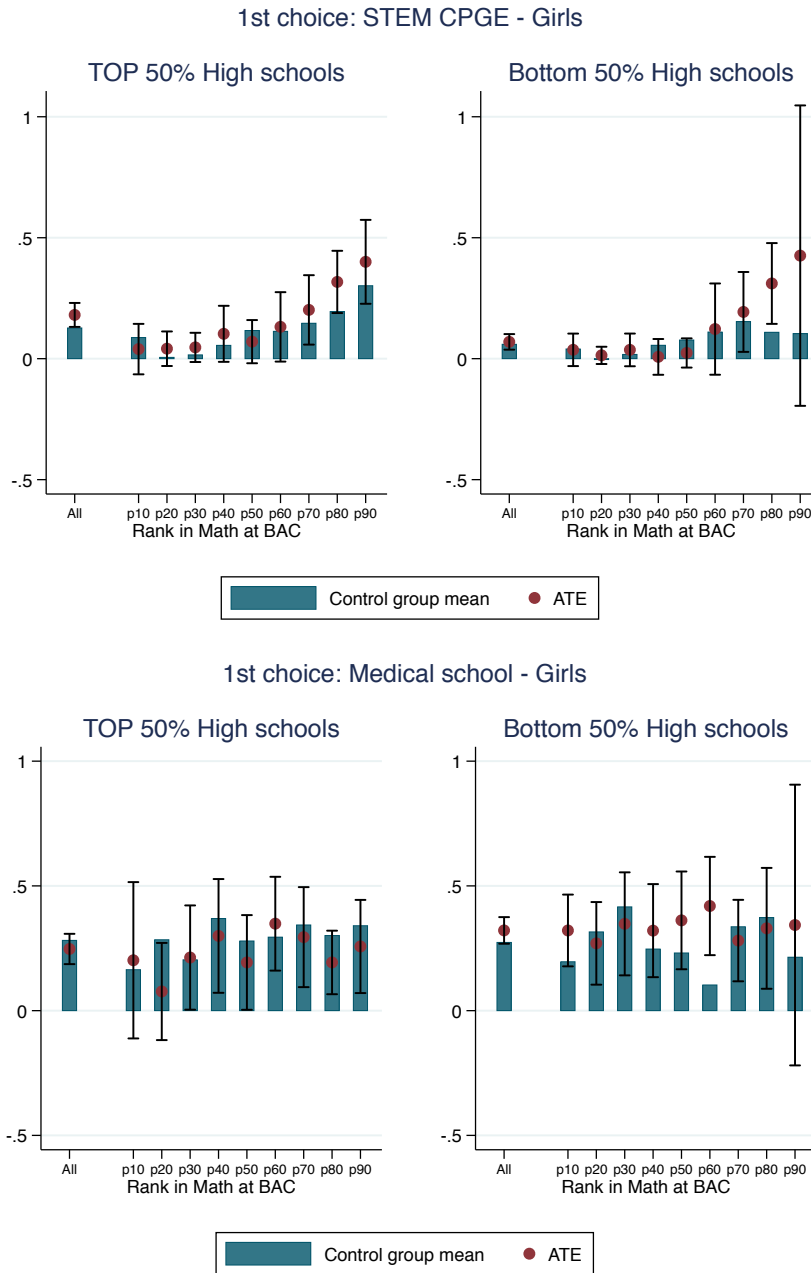 1st choice: STEM CPGE - Girls
TOP 50% High schools
1
.5
0
-.5
All p10 p20 p30 p40 p50 p60 p70 p80 p90
Rank in Math at BAC
Bottom 50% High schools
1
.5
0
-.5
All p10 p20 p30 p40 p50 p60 p70 p80 p90
Rank in Math at BAC
Control group mean ATE
1st choice: Medical school - Girls
TOP 50% High schools
1
.5
0
-.5
All p10 p20 p30 p40 p50 p60 p70 p80 p90
Rank in Math at BAC
Bottom 50% High schools
1
.5
0
-.5
All p10 p20 p30 p40 p50 p60 p70 p80 p90
Rank in Math at BAC
Control group mean ATE